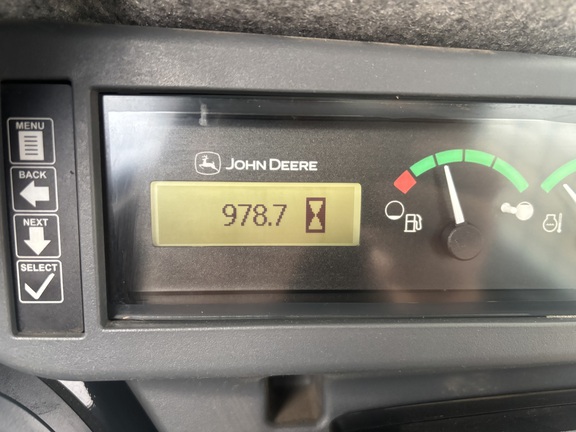 MENU
BACK
NEXT
SELECT
JOHN DEERE
978.7